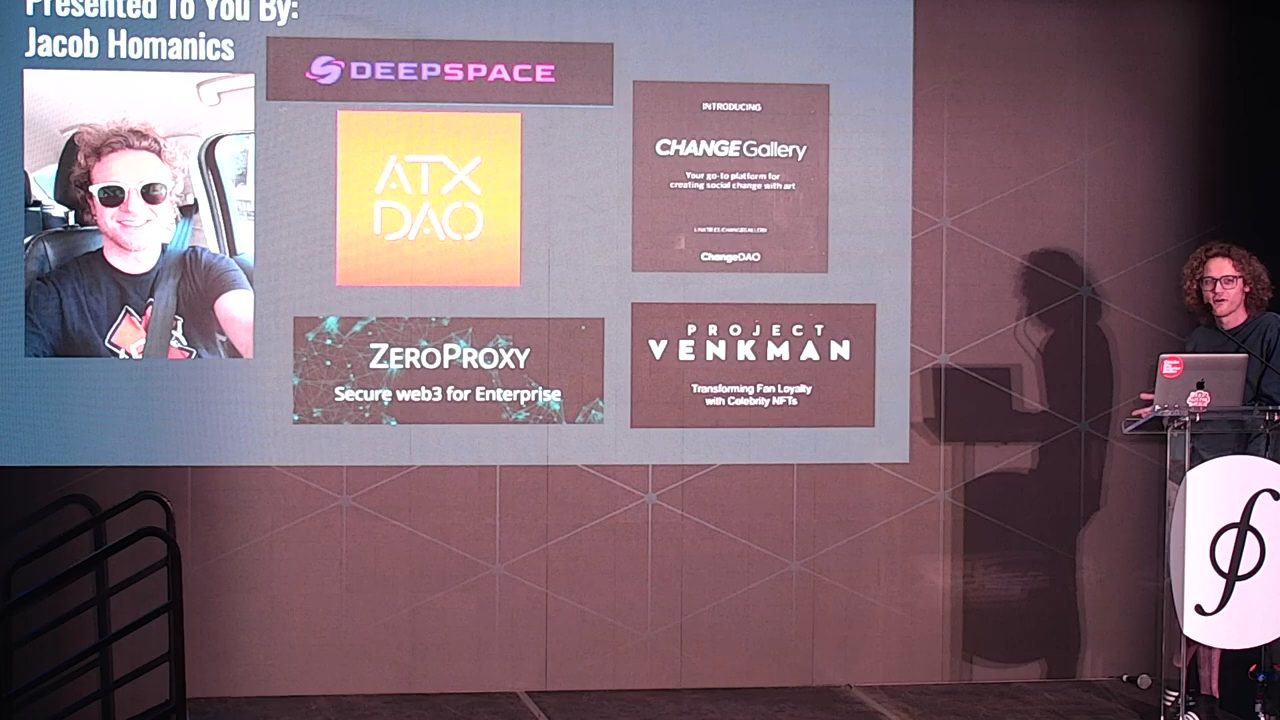 Presented To You By:
Jacob Homanics
DEEPSPACE
ATX
DAO
INTRODUCING
CHANGE Gallery
Your go-to platform for
creating social change with art
ChangeDAO
ZEROPROXY
Secure web3 for Enterprise
PROJECT
VENKMAN
Transforming Fan Loyalty
with Celebrity NFTs